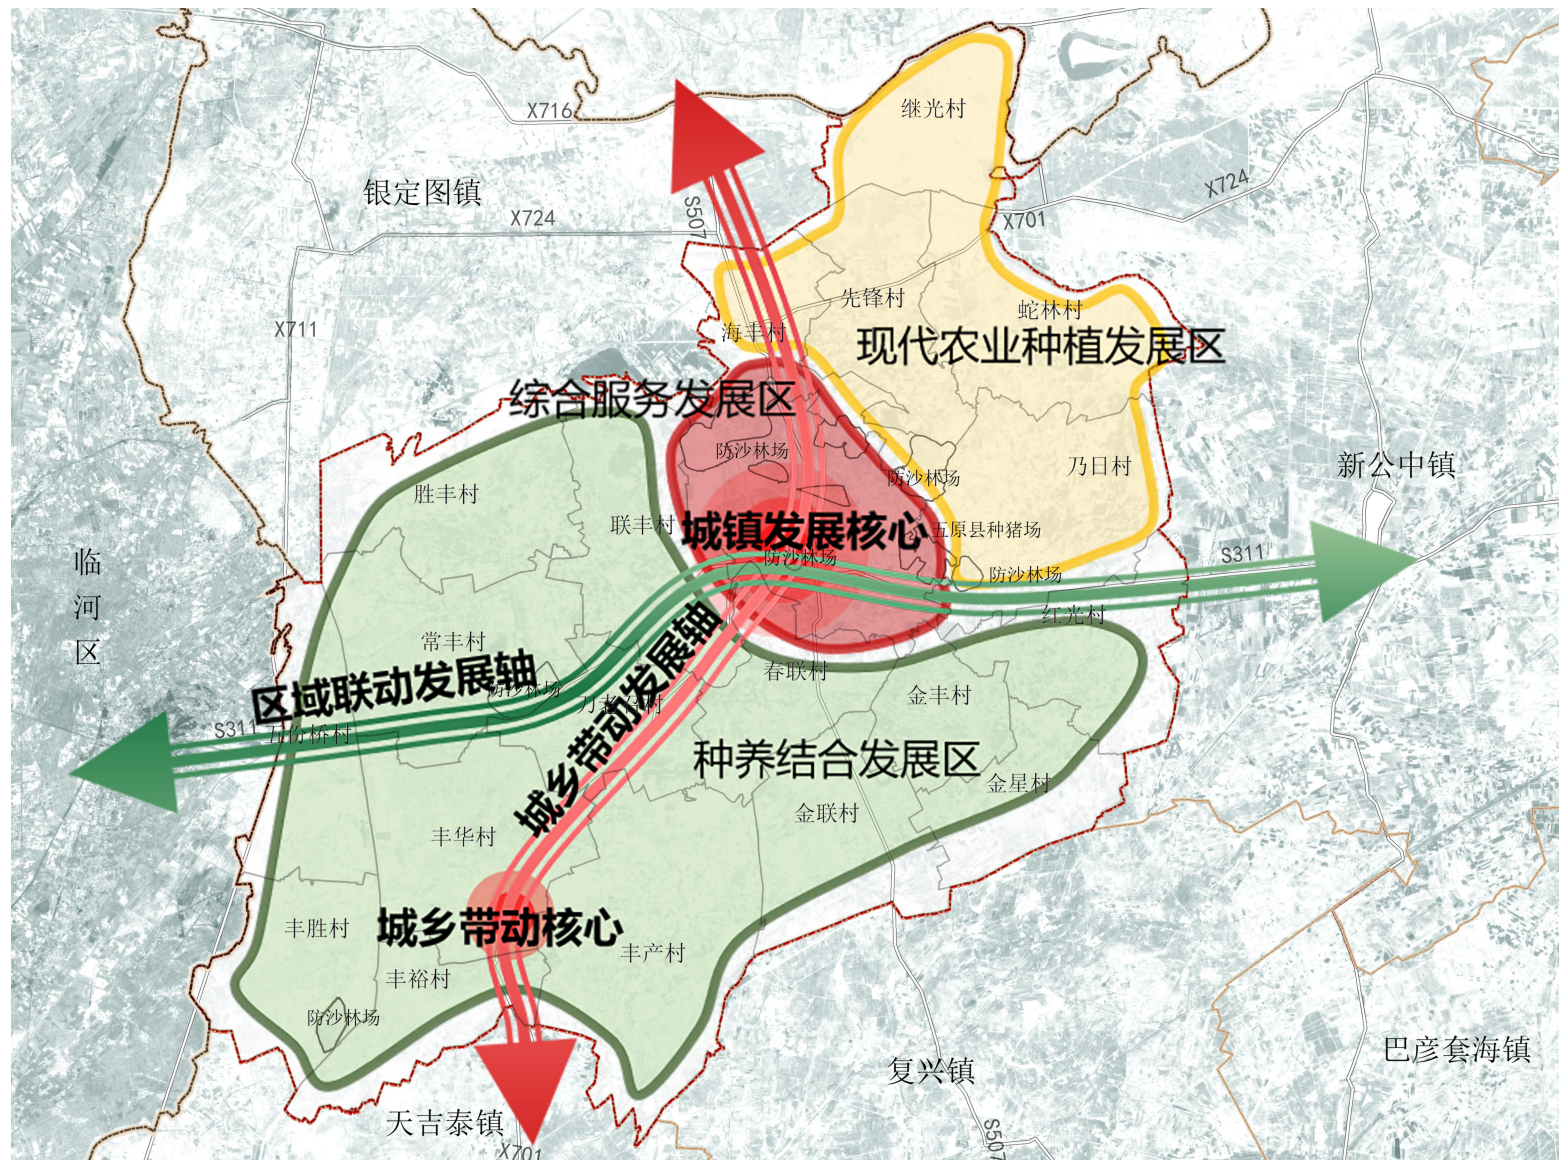 继光村
X716
银定图镇
X724
X724
S507
X701
先锋村
蛇林村
X711
海丰村
现代农业种植发展区
综合服务发展区
防沙林场
乃日村
新公中镇
防沙林场
胜丰村
联丰村
城镇发展核心
五原县种猪场
防沙林场
S311
防沙林场
临河区
红光村
常丰村
春联村
区域联动发展轴
防沙林场
金丰村
城乡带动发展轴
S311
五份桥村
种养结合发展区
金星村
金联村
丰华村
丰胜村
城乡带动核心
丰产村
丰裕村
防沙林场
巴彦套海镇
复兴镇
天吉泰镇
X701
S507